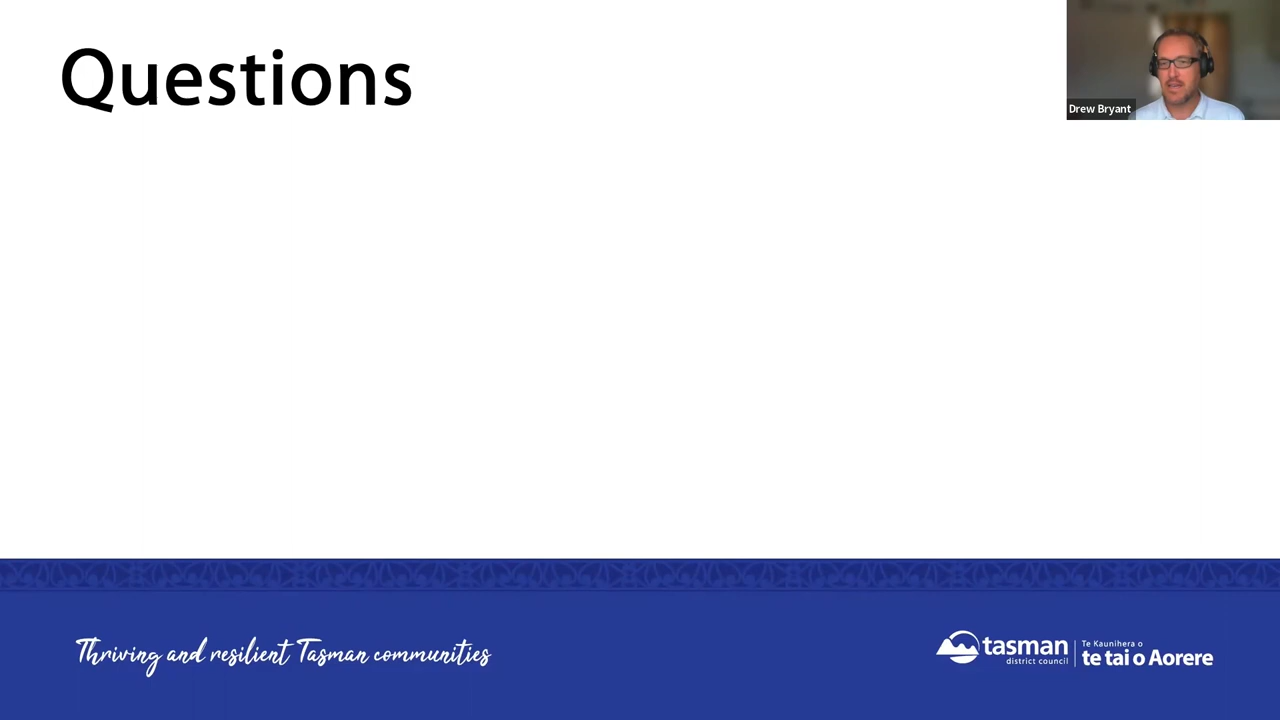 Questions
Drew Bryant
Thriving and resilient Tasman communities
tasman
district council
Te Kaunihera o
te tai o Aorere